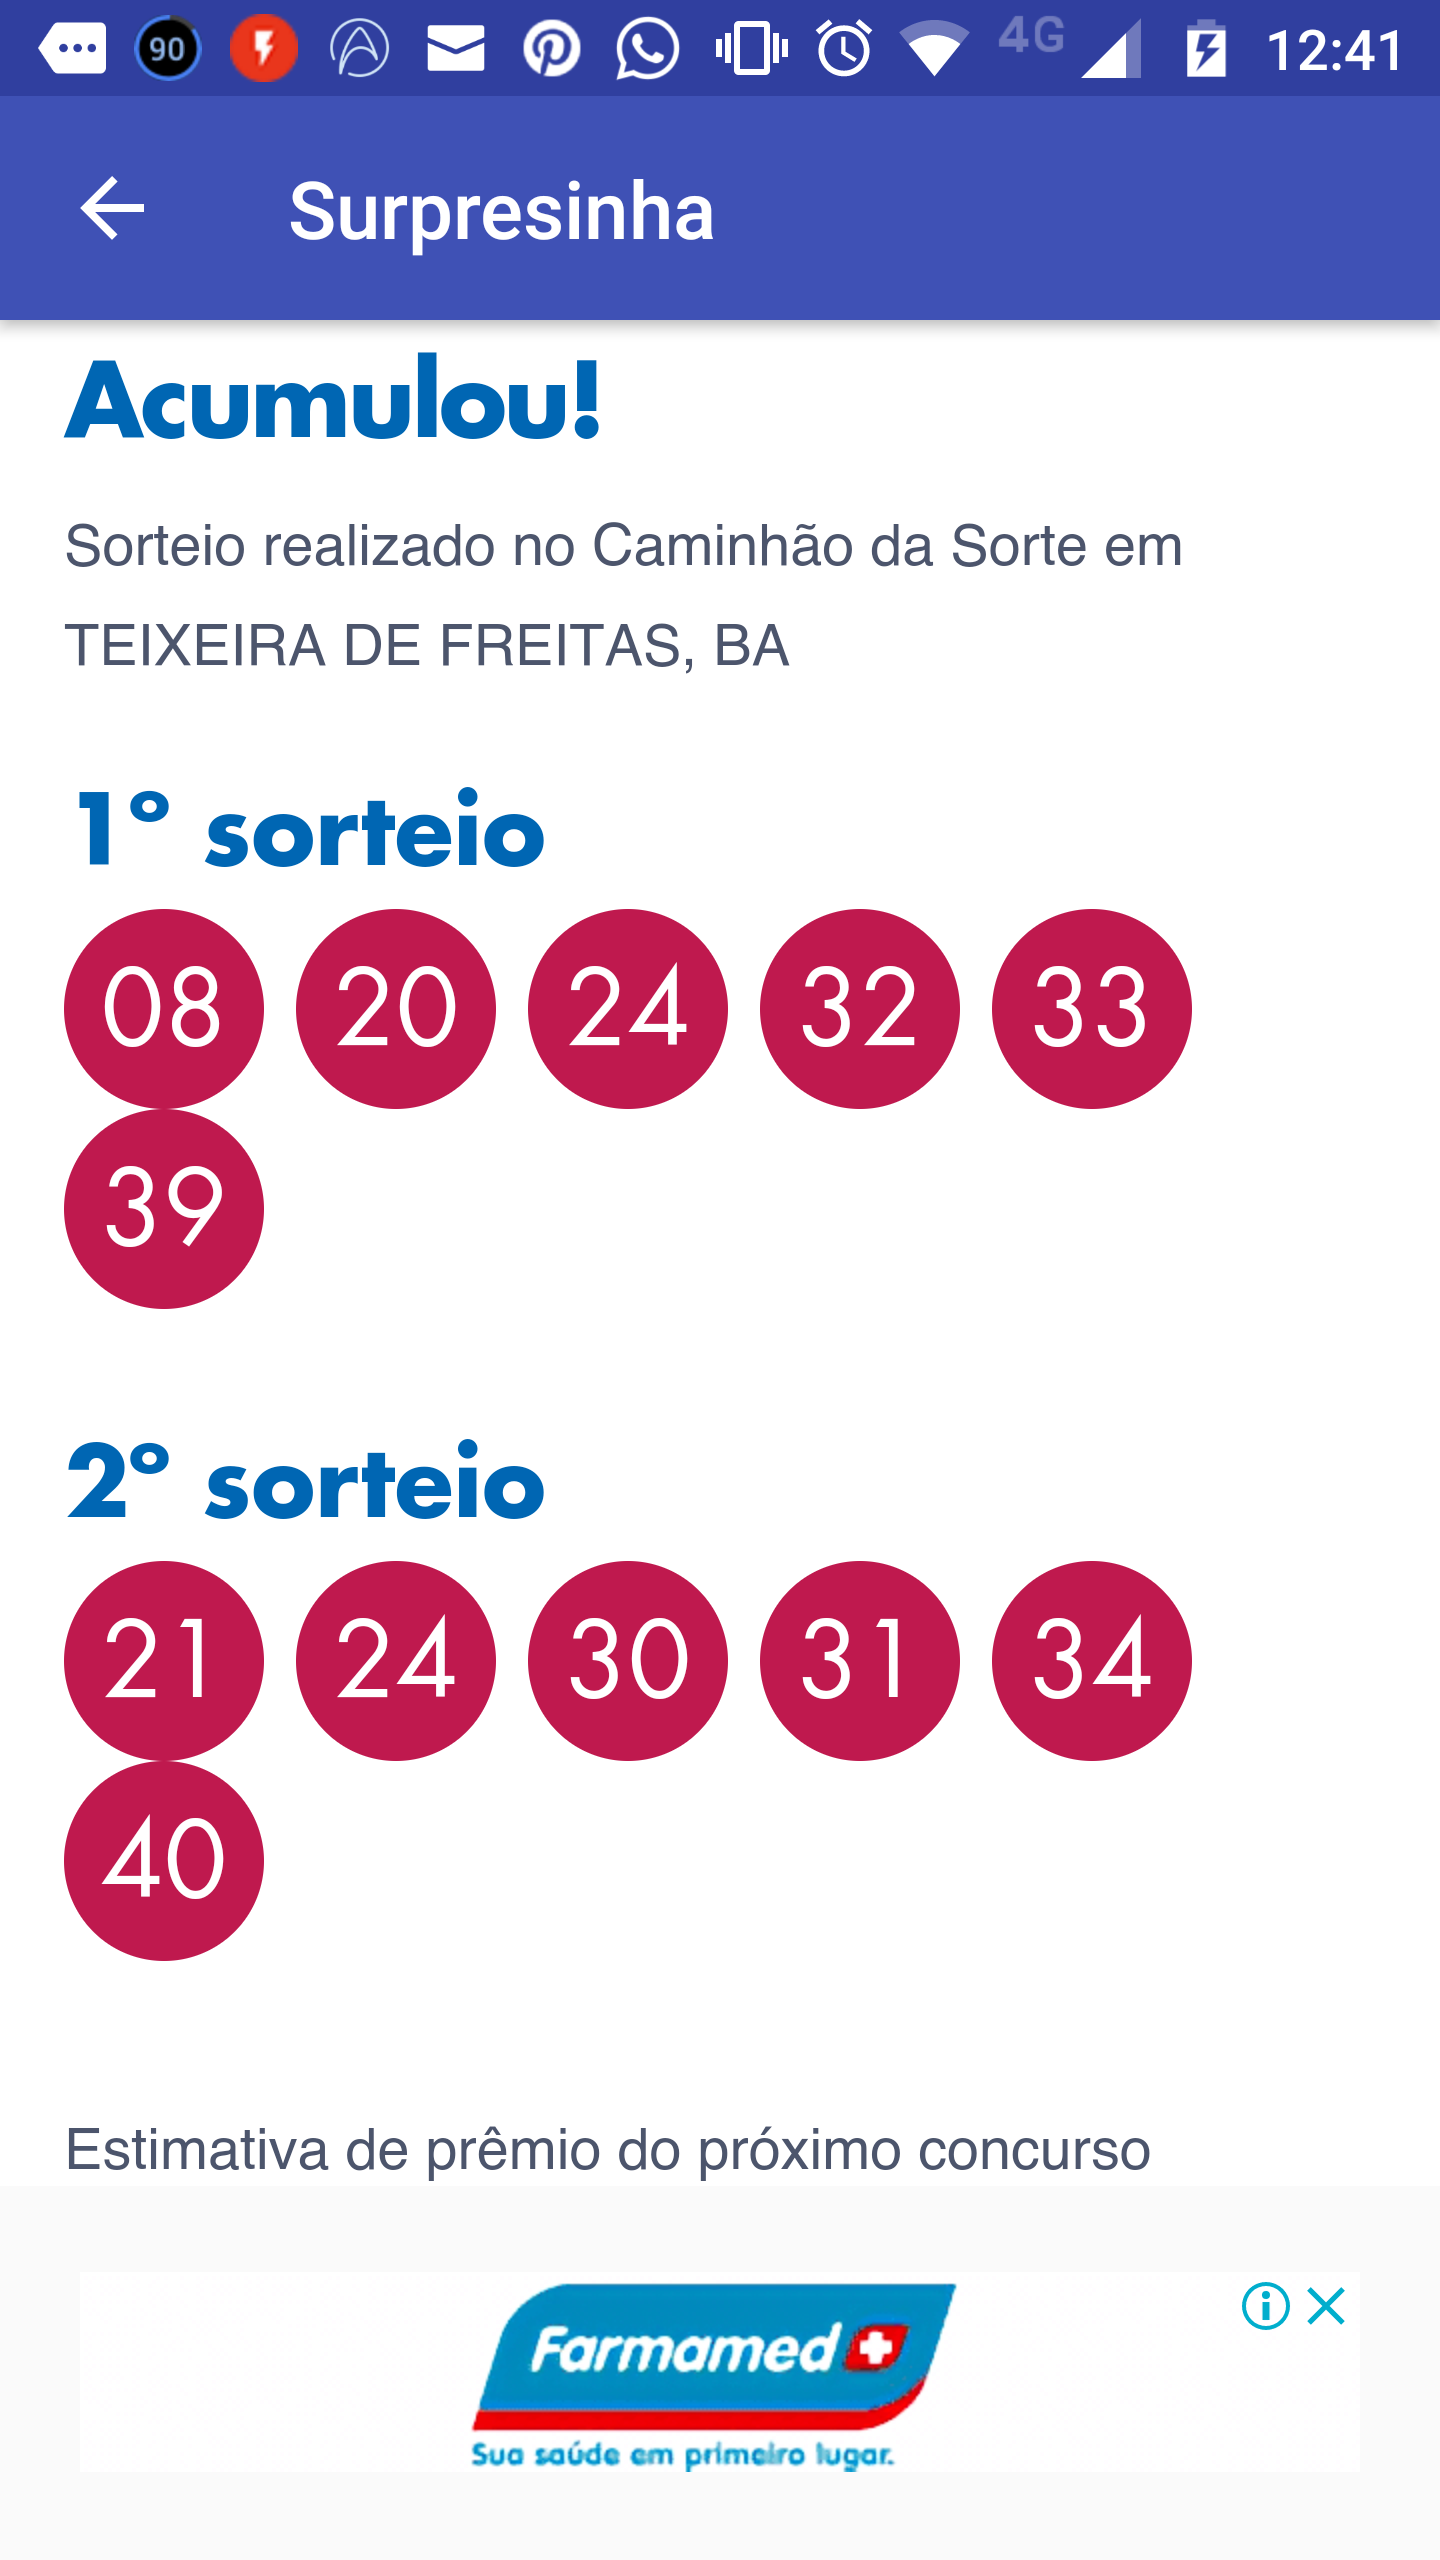 90
4G
12:41
Surpresinha
Acumulou!
Sorteio realizado no Caminhão da Sorte em
TEIXEIRA DE FREITAS, BA
1º sorteio
08 20 24 32 33
39
2º sorteio
21 24 30 31 34
40
Estimativa de prêmio do próximo concurso
Farmamed
Sua saúde em primeiro lugar.